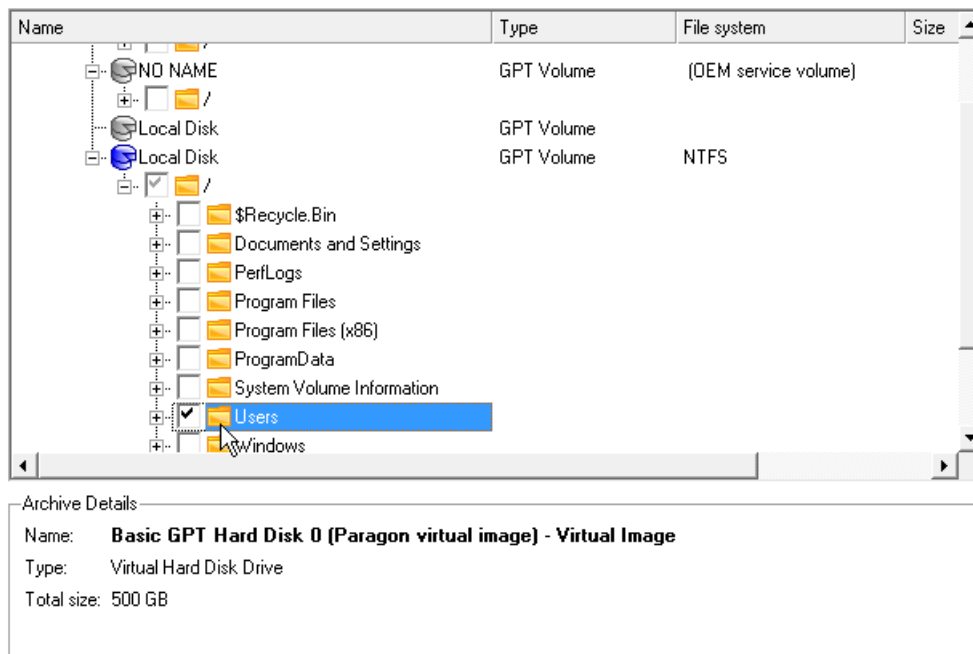 Name Type File system Size
/
NO NAME GPT Volume (OEM service volume)
/
Local Disk GPT Volume
Local Disk GPT Volume NTFS
/
$Recycle.Bin
Documents and Settings
PerfLogs
Program Files
Program Files (x86)
ProgramData
System Volume Information
Users
Windows
Archive Details
Name: Basic GPT Hard Disk 0 (Paragon virtual image) - Virtual Image
Type: Virtual Hard Disk Drive
Total size: 500 GB